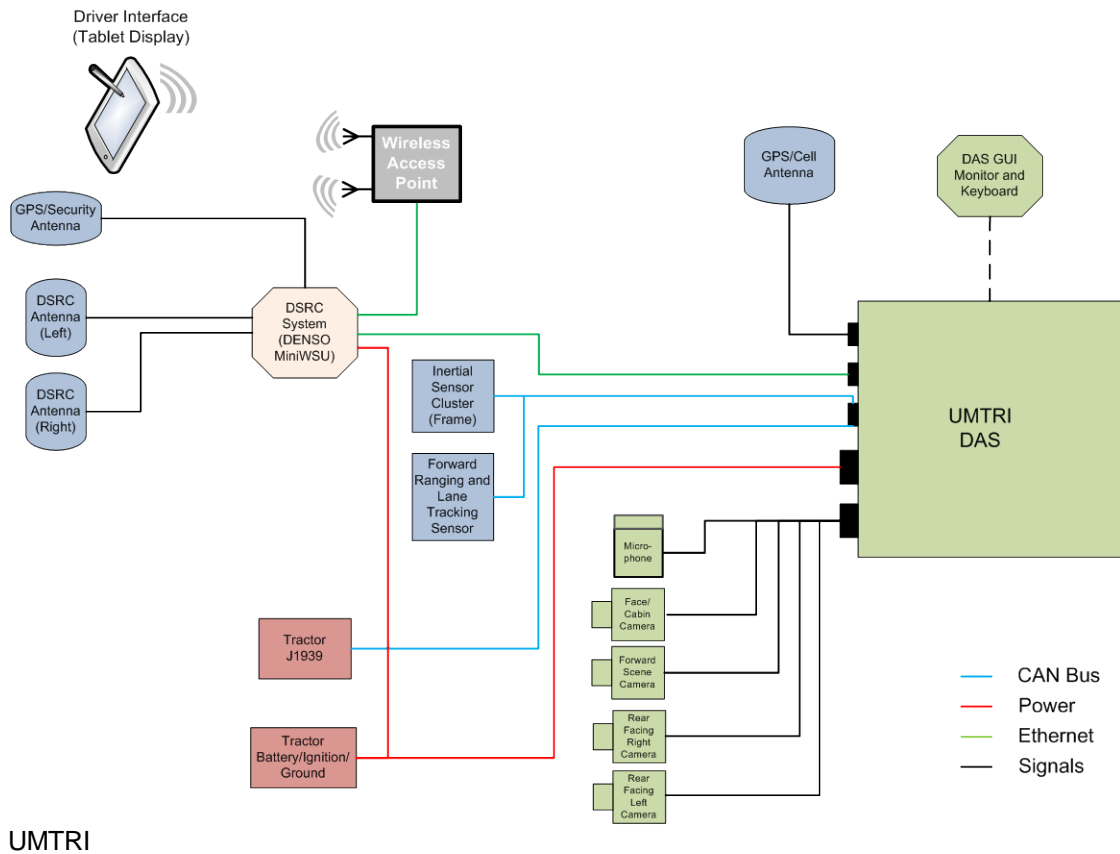 Driver Interface
(Tablet Display)
Wireless
Access
Point
GPS/Cell
Antenna
DAS GUI
Monitor and
Keyboard
GPS/Security
Antenna
DSRC
Antenna
(Left)
DSRC
System
(DENSO
MiniWSU)
DSRC
Antenna
(Right)
Inertial
Sensor
Cluster
(Frame)
UMTRI
DAS
Forward
Ranging and
Lane
Tracking
Sensor
Micro-
phone
Face/
Cabin
Camera
Tractor
J1939
Forward
Scene
Camera
Rear
Facing
Right
Camera
Tractor
Battery/Ignition/
Ground
Rear
Facing
Left
Camera
CAN Bus
Power
Ethernet
Signals
UMTRI